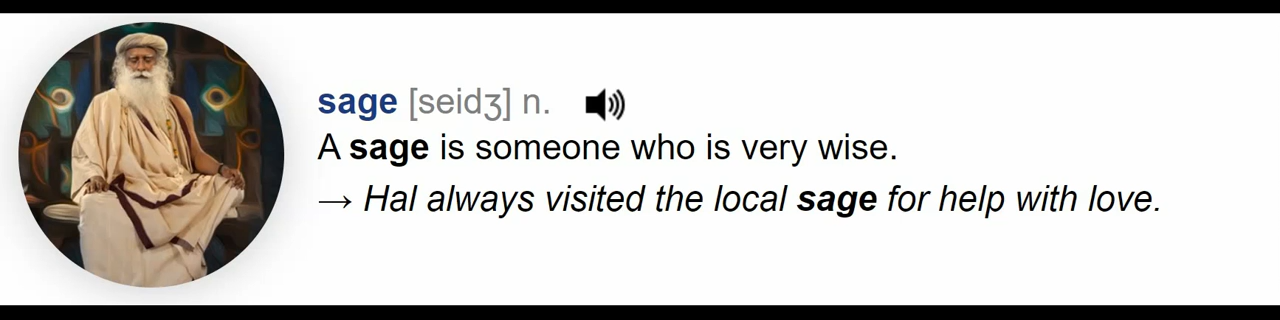 sage [seidʒ] n.
A sage is someone who is very wise.
→ Hal always visited the local sage for help with love.